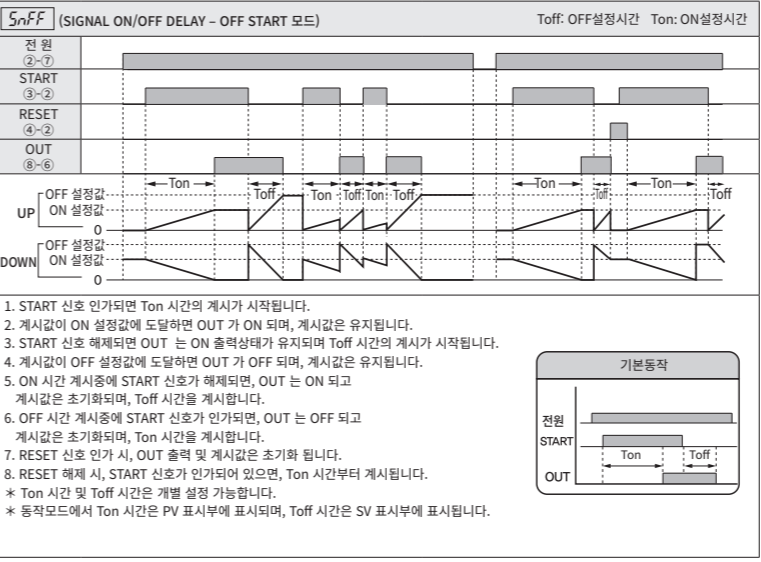 SnFF (SIGNAL ON/OFF DELAY – OFF START 모드) Toff: OFF설정시간 Ton: ON설정시간
전 원
②-⑦
START
③-②
RESET
④-②
OUT
⑧-⑥
Ton Toff Ton Toff Ton Toff Ton Toff Ton Toff
UP
OFF 설정값
ON 설정값
0
DOWN
OFF 설정값
ON 설정값
0
1. START 신호 인가되면 Ton 시간의 계시가 시작됩니다.
2. 계시값이 ON 설정값에 도달하면 OUT 가 ON 되며, 계시값은 유지됩니다.
3. START 신호 해제되면 OUT 는 ON 출력상태가 유지되며 Toff 시간의 계시가 시작됩니다.
4. 계시값이 OFF 설정값에 도달하면 OUT 가 OFF 되며, 계시값은 유지됩니다.
5. ON 시간 계시중에 START 신호가 해제되면, OUT 는 ON 되고
계시값은 초기화되며, Toff 시간을 계시합니다.
6. OFF 시간 계시중에 START 신호가 인가되면, OUT 는 OFF 되고
계시값은 초기화되며, Ton 시간을 계시합니다.
7. RESET 신호 인가 시, OUT 출력 및 계시값은 초기화 됩니다.
8. RESET 해제 시, START 신호가 인가되어 있으면, Ton 시간부터 계시됩니다.
＊ Ton 시간 및 Toff 시간은 개별 설정 가능합니다.
＊ 동작모드에서 Ton 시간은 PV 표시부에 표시되며, Toff 시간은 SV 표시부에 표시됩니다.
기본동작
전원
START
Ton Toff
OUT